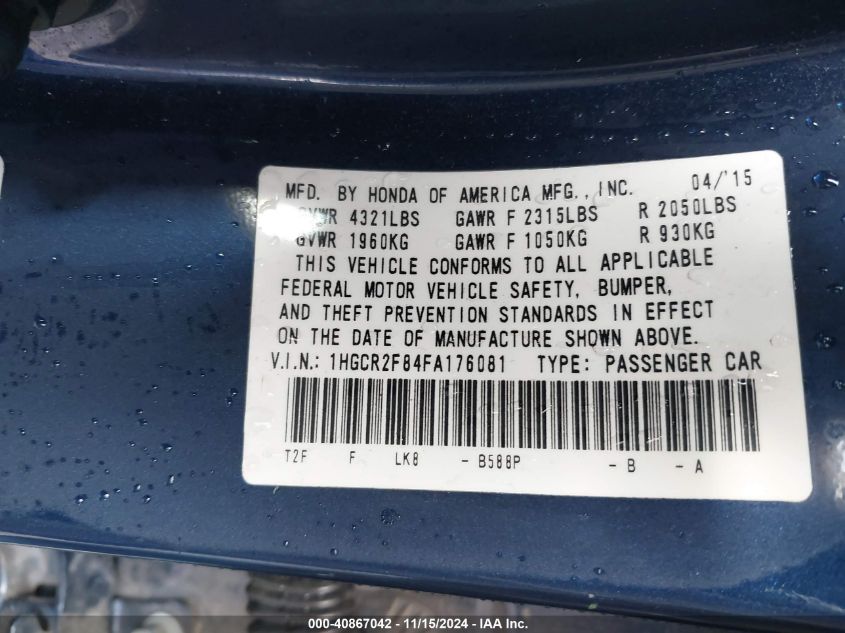 MFD. BY HONDA OF AMERICA MFG., INC. 04/'15
GVWR 4321LBS GAWR F 2315LBS R 2050LBS
GVWR 1960KG GAWR F 1050KG R 930KG
THIS VEHICLE CONFORMS TO ALL APPLICABLE
FEDERAL MOTOR VEHICLE SAFETY, BUMPER,
AND THEFT PREVENTION STANDARDS IN EFFECT
ON THE DATE OF MANUFACTURE SHOWN ABOVE.
V.I.N.: 1HGCR2F84FA176081 TYPE: PASSENGER CAR
T2F F LK8 - B588P - B - A
000-40867042 - 11/15/2024 - IAA Inc.